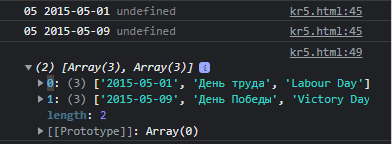 05 2015-05-01 undefined kr5.html:45
05 2015-05-09 undefined kr5.html:45
kr5.html:49
(2) [Array(3), Array(3)] i
0: (3) ['2015-05-01', 'День труда', 'Labour Day']
1: (3) ['2015-05-09', 'День Победы', 'Victory Day
length: 2
[[Prototype]]: Array(0)